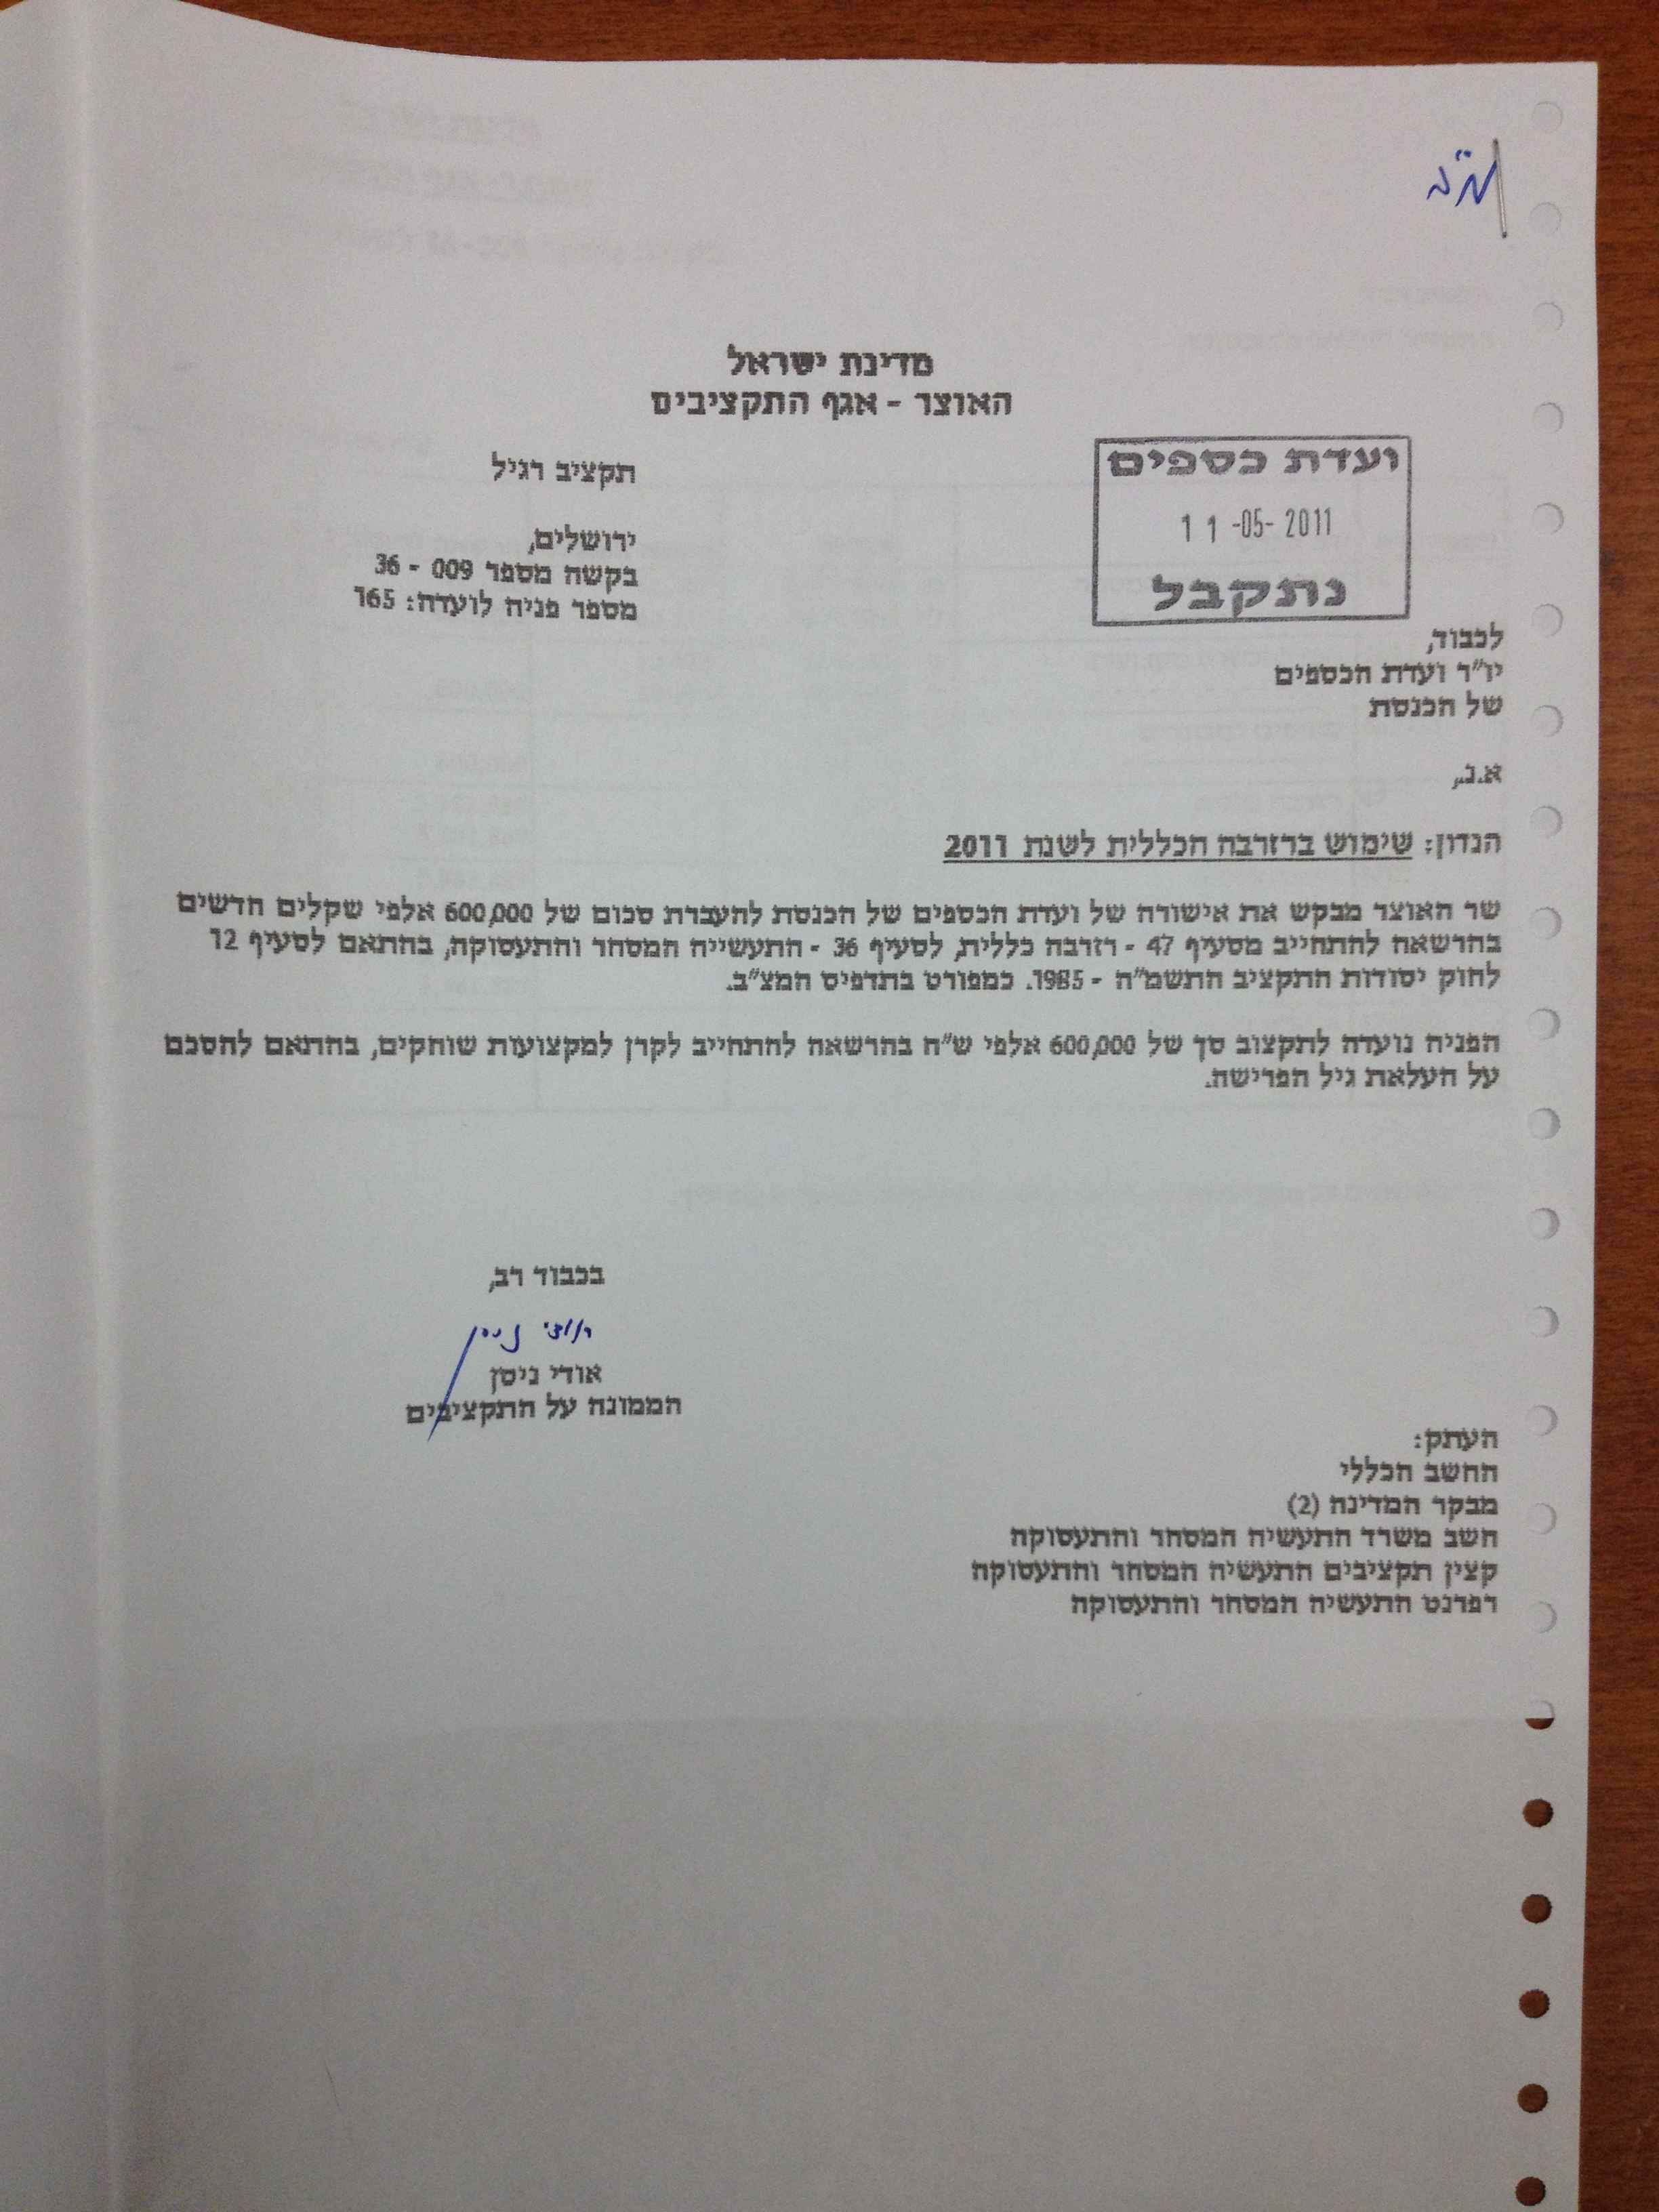 מ"ב
מדינת ישראל
האוצר - אגף התקציבים
ועדת כספים
11 -05- 2011
נתקבל
תקציב רגיל
ירושלים,
בקשה מספר 009 - 36
מספר פניה לועדה: 165
לכבוד,
יו"ר ועדת הכספים
של הכנסת
א.נ.,
הנדון: שימוש ברזרבה הכללית לשנת 2011
שר האוצר מבקש את אישורה של ועדת הכספים של הכנסת להעברת סכום של 600,000 אלפי שקלים חדשים
בהרשאה להתחייב מסעיף 47 - רזרבה כללית, לסעיף 36 - התעשייה המסחר והתעסוקה, בהתאם לסעיף 12
לחוק יסודות התקציב התשמ"ה - 1985. כמפורט בתדפיס המצ"ב.
הפניה נועדה לתקצוב סך של 600,000 אלפי ש"ח בהרשאה להתחייב לקרן למקצועות שוחקים, בהתאם להסכם
על העלאת גיל הפרישה.
בכבוד רב,
אודי ניסן
הממונה על התקציבים
העתק:
החשב הכללי
מבקר המדינה (2)
חשב משרד התעשיה המסחר והתעסוקה
קצין תקציבים התעשיה המסחר והתעסוקה
רפרנט התעשיה המסחר והתעסוקה